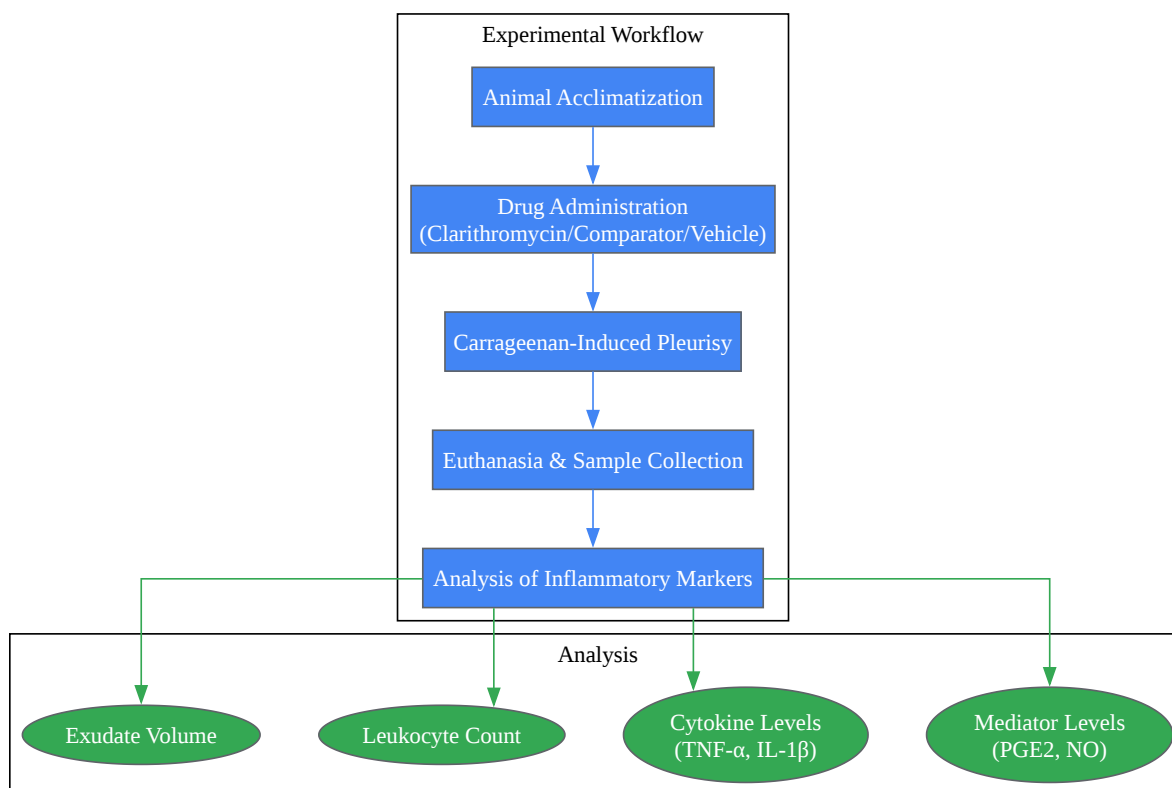 Experimental Workflow
Animal Acclimatization
Drug Administration
(Clarithromycin/Comparator/Vehicle)
Carrageenan-Induced Pleurisy
Euthanasia & Sample Collection
Analysis of Inflammatory Markers
Analysis
Exudate Volume
Leukocyte Count
Cytokine Levels
(TNF-α, IL-1β)
Mediator Levels
(PGE2, NO)